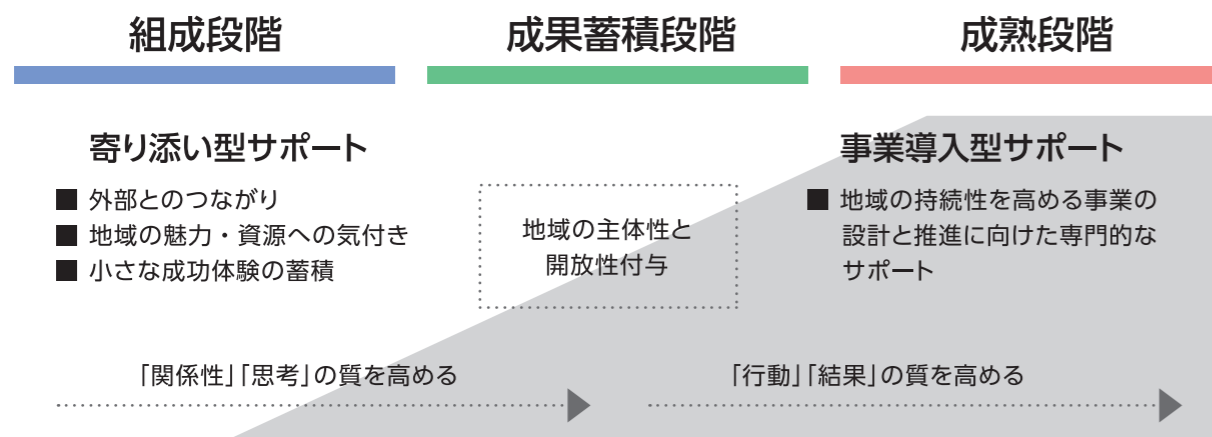 組成段階
成果蓄積段階
成熟段階
寄り添い型サポート
■ 外部とのつながり
■ 地域の魅力・資源への気付き
■ 小さな成功体験の蓄積
地域の主体性と
開放性付与
事業導入型サポート
■ 地域の持続性を高める事業の
設計と推進に向けた専門的な
サポート
「関係性」「思考」の質を高める
「行動」「結果」の質を高める